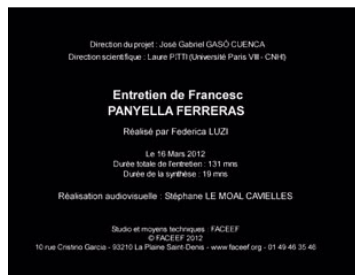 Direction du projet : José Gabriel GASÓ CUENCA
Direction scientifique : Laure PITTI (Université Paris VIII - CNHI)
Entretien de Francesc
PANYELLA FERRERAS
Réalisé par Federica LUZI
Le 16 Mars 2012
Durée totale de l'entretien : 131 mns
Durée de la synthèse : 19 mns
Réalisation audiovisuelle : Stéphane LE MOAL CAVIELLES
Studio et moyens techniques : FACEEF
© FACEEF 2012
10 rue Cristino Garcia - 93210 La Plaine Saint-Denis - www.faceef.org - 01 49 46 35 46